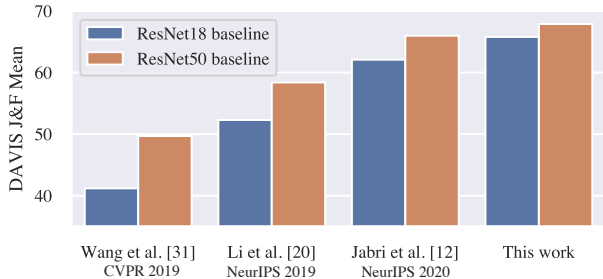 DAVIS J&F Mean
70
60
50
40
ResNet18 baseline
ResNet50 baseline
Wang et al. [31]
CVPR 2019
Li et al. [20]
NeurIPS 2019
Jabri et al. [12]
NeurIPS 2020
This work